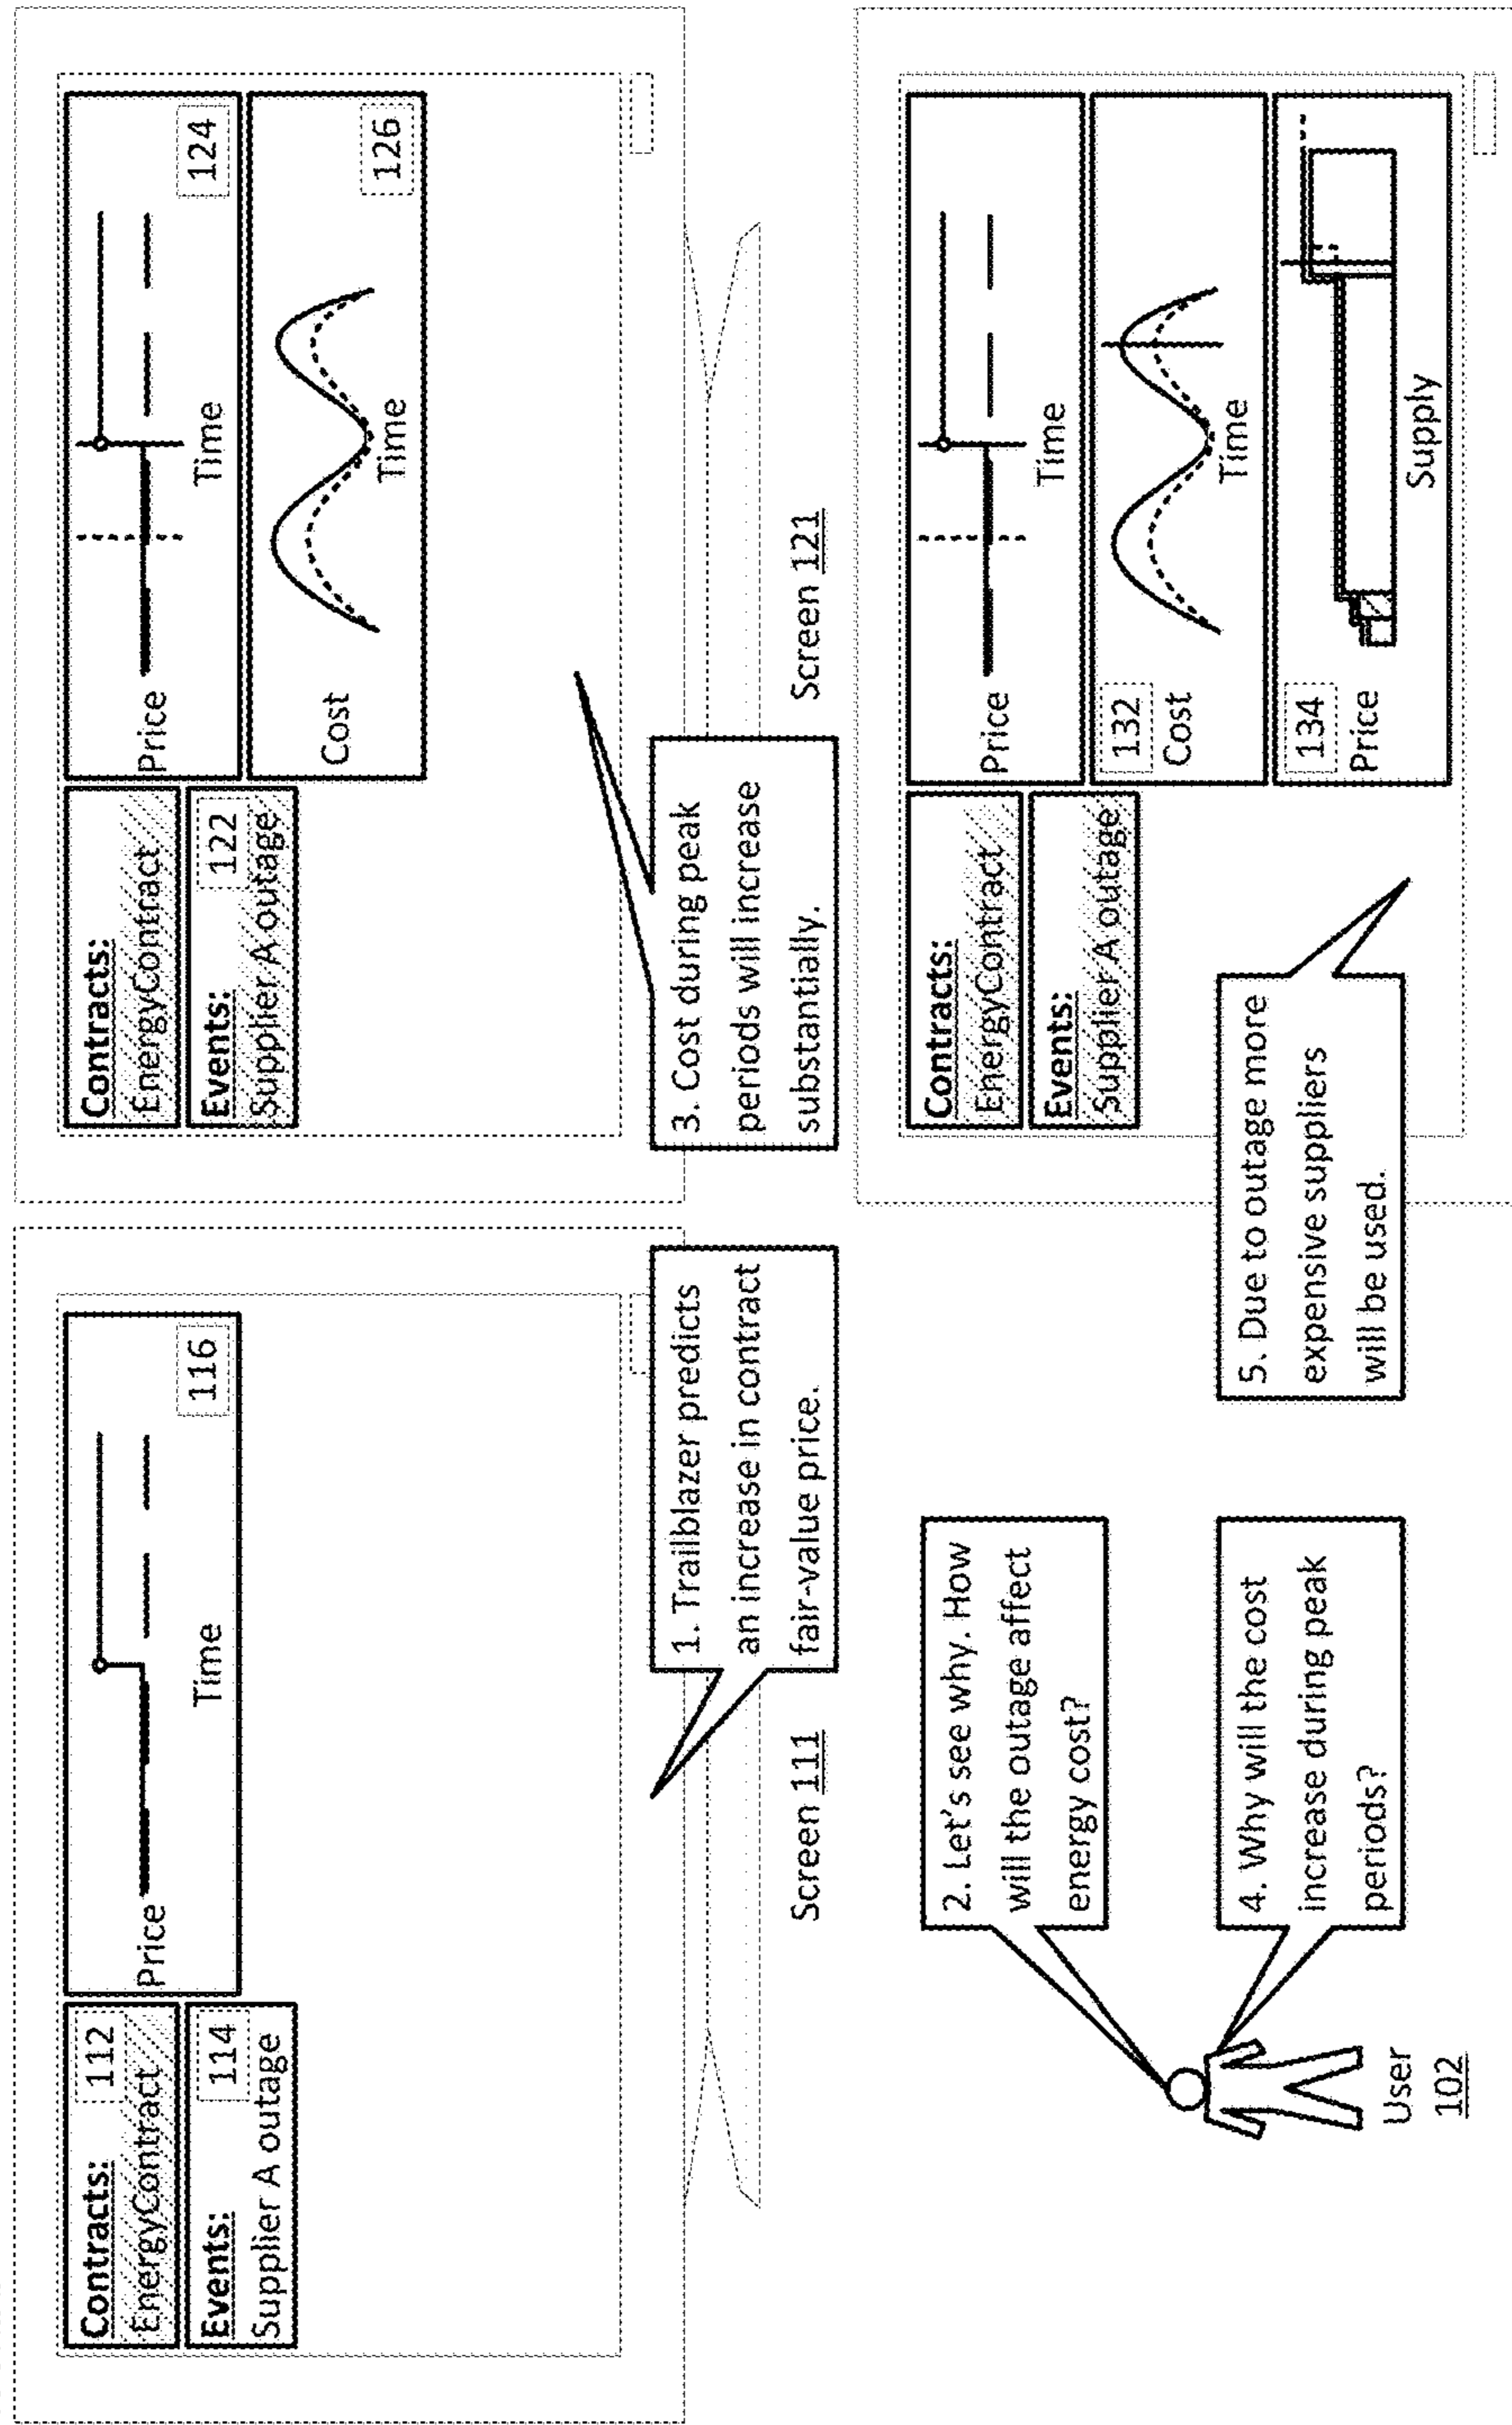 Contracts:
112
EnergyContract
Events:
114
Supplier A outage
Price
Time
116
1. Trailblazer predicts
an increase in contract
fair-value price.
Screen 111
Contracts:
EnergyContract
Events:
122
Supplier A outage
Price
Time
124
Cost
Time
126
3. Cost during peak
periods will increase
substantially.
Screen 121
User
102
2. Let's see why. How
will the outage affect
energy cost?
4. Why will the cost
increase during peak
periods?
Contracts:
EnergyContract
Events:
Supplier A outage
Price
Time
132
Cost
Time
134
Price
Supply
5. Due to outage more
expensive suppliers
will be used.